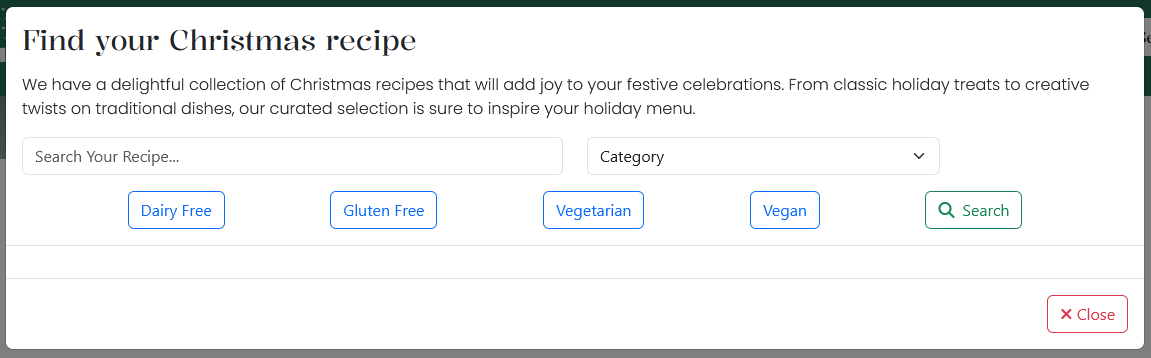 Find your Christmas recipe
We have a delightful collection of Christmas recipes that will add joy to your festive celebrations. From classic holiday treats to creative
twists on traditional dishes, our curated selection is sure to inspire your holiday menu.
Search Your Recipe...
Category
Dairy Free
Gluten Free
Vegetarian
Vegan
Search
Close